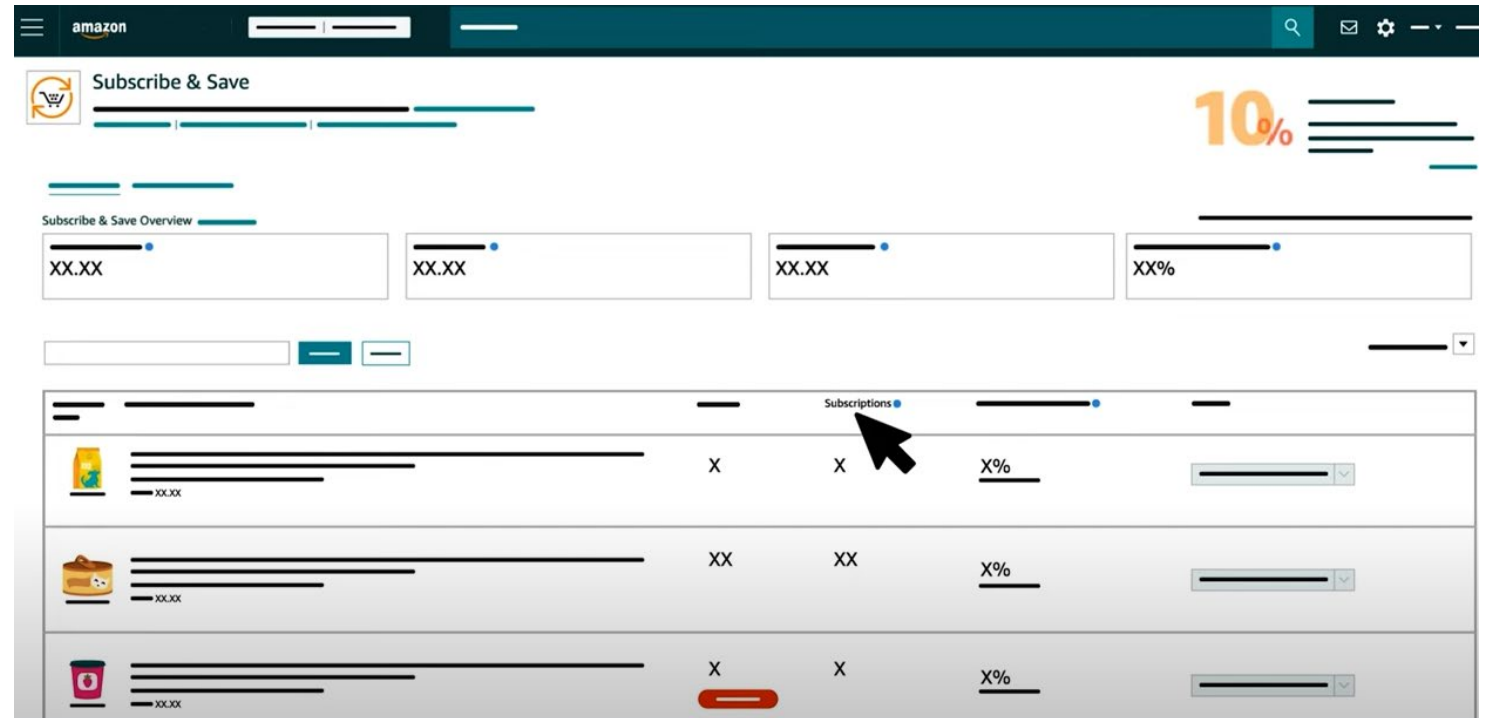 amazon
Subscribe & Save
10%
Subscribe & Save Overview
XX.XX
XX.XX
XX.XX
XX%
Subscriptions
X
X
X%
XX.XX
XX
XX
X%
XX.XX
X
X
X%
XX.XX